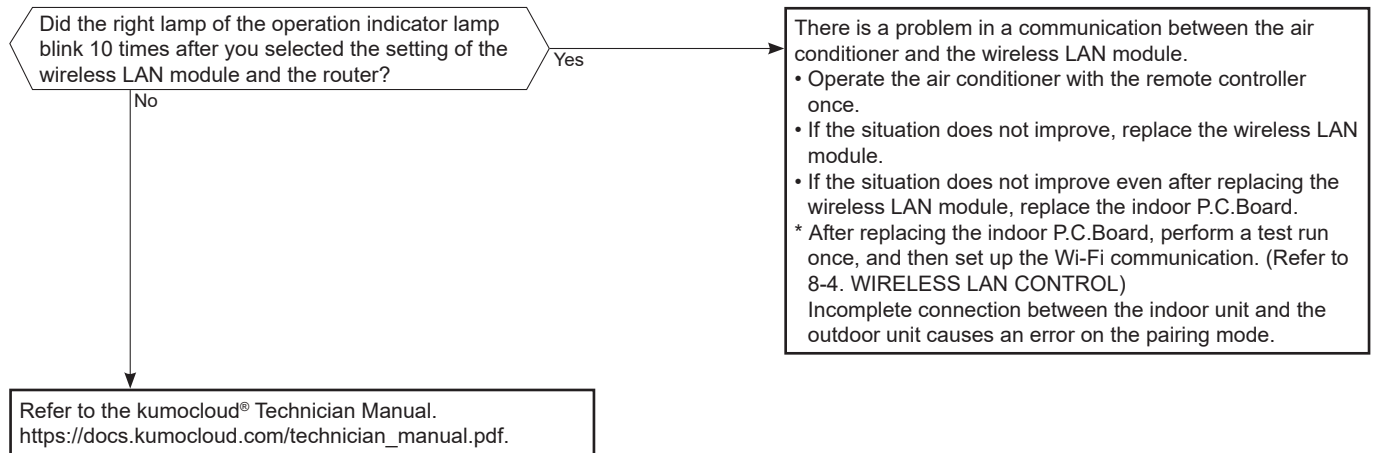 Did the right lamp of the operation indicator lamp
blink 10 times after you selected the setting of the
wireless LAN module and the router?
Yes
No
There is a problem in a communication between the air
conditioner and the wireless LAN module.
• Operate the air conditioner with the remote controller
once.
• If the situation does not improve, replace the wireless LAN
module.
• If the situation does not improve even after replacing the
wireless LAN module, replace the indoor P.C.Board.
* After replacing the indoor P.C.Board, perform a test run
once, and then set up the Wi-Fi communication. (Refer to
8-4. WIRELESS LAN CONTROL)
Incomplete connection between the indoor unit and the
outdoor unit causes an error on the pairing mode.
Refer to the kumocloud® Technician Manual.
https://docs.kumocloud.com/technician_manual.pdf.